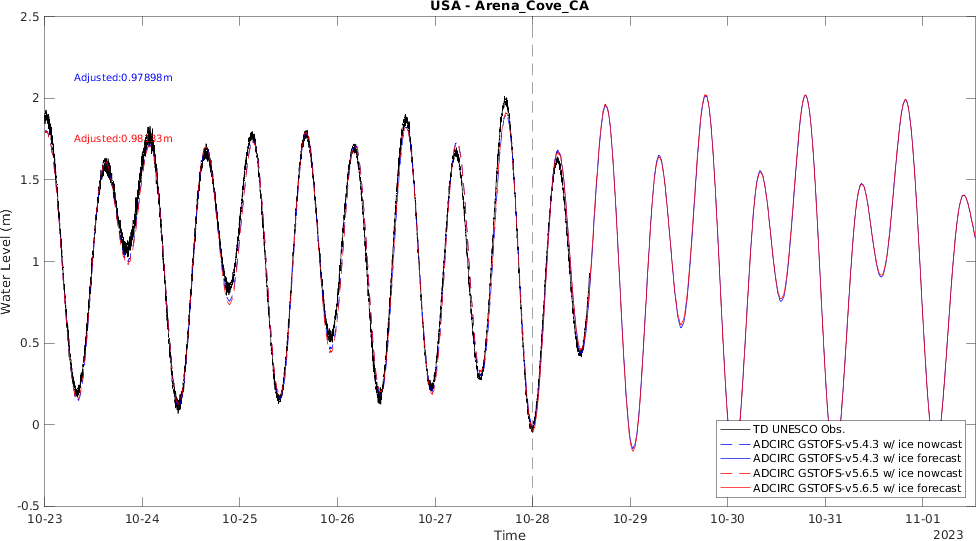 USA - Arena_Cove_CA
2.5
Adjusted:0.97898m
2
1.5
Water Level (m)
1
0.5
0
TD UNESCO Obs.
ADCIRC GSTOFS-v5.4.3 w/ ice nowcast
ADCIRC GSTOFS-v5.4.3 w/ ice forecast
ADCIRC GSTOFS-v5.6.5 w/ ice nowcast
ADCIRC GSTOFS-v5.6.5 w/ ice forecast
-0.5
10-23
10-24
10-25
10-26
10-27
10-28
10-29
10-30
10-31
11-01
Time
2023